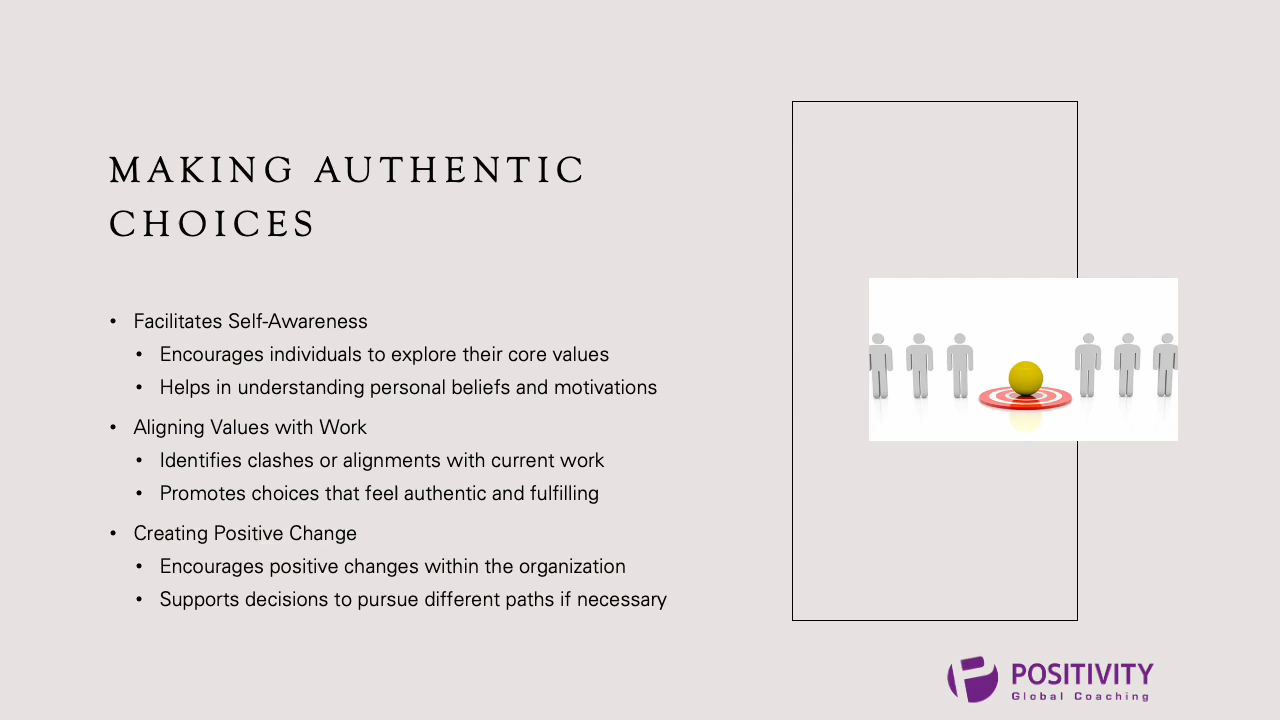 MAKING AUTHENTIC
CHOICES
• Facilitates Self-Awareness
• Encourages individuals to explore their core values
• Helps in understanding personal beliefs and motivations
• Aligning Values with Work
• Identifies clashes or alignments with current work
• Promotes choices that feel authentic and fulfilling
• Creating Positive Change
• Encourages positive changes within the organization
• Supports decisions to pursue different paths if necessary
POSITIVITY
Global Coaching